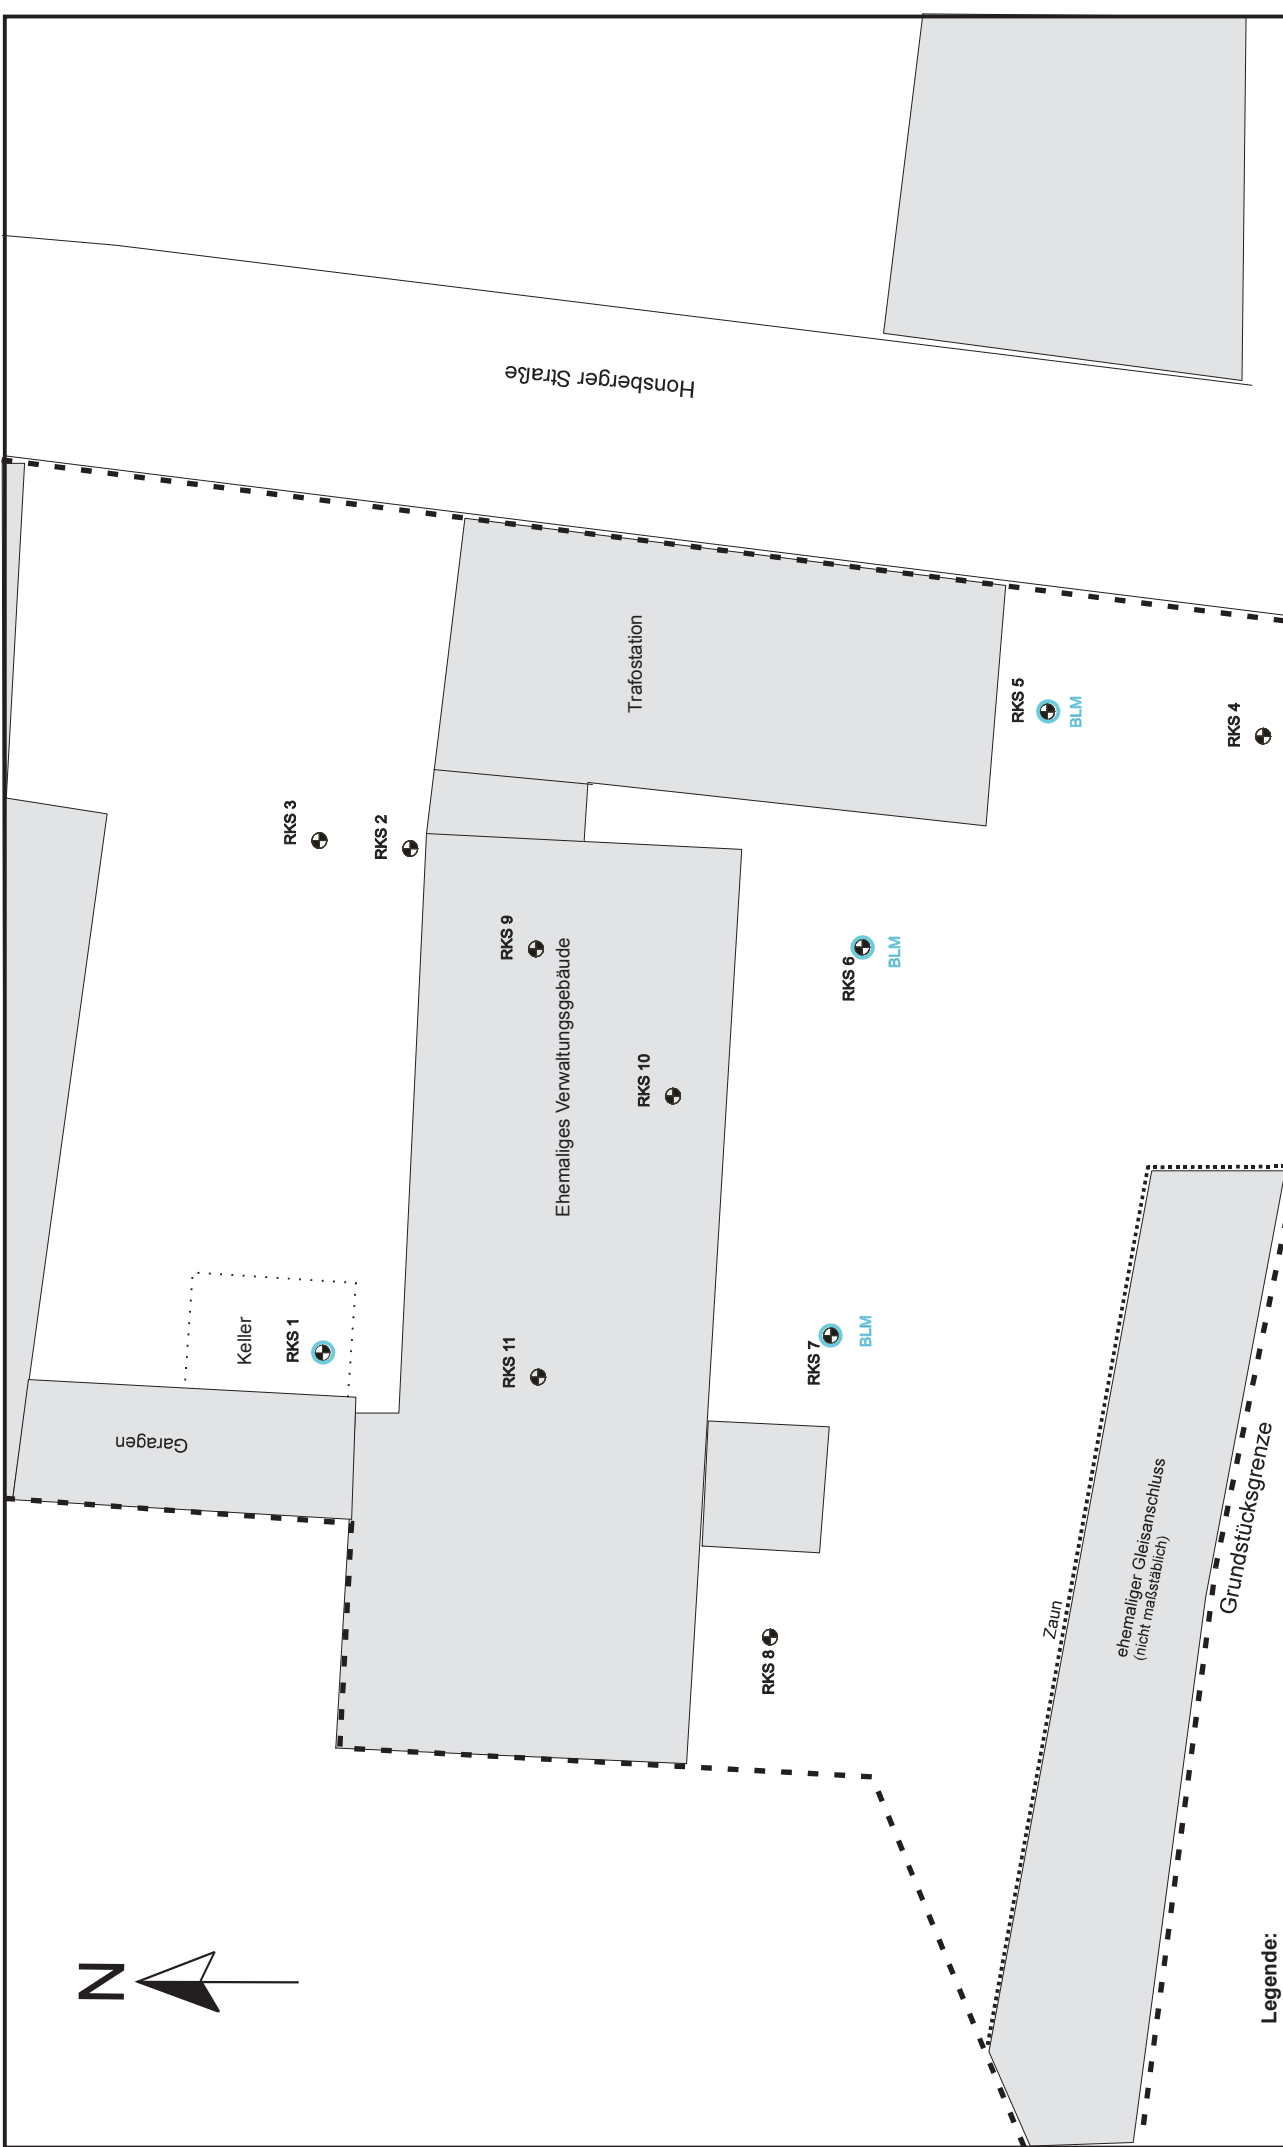 N
Garagen
Keller
RKS 1
RKS 3
RKS 2
RKS 9
Ehemaliges Verwaltungsgebäude
RKS 10
RKS 11
Trafostation
Honsberger Straße
RKS 5
BLM
RKS 4
RKS 6
BLM
RKS 7
BLM
RKS 8
Zaun
ehemaliger Gleisanschluss
(nicht maßstäblich)
Grundstücksgrenze
Legende: